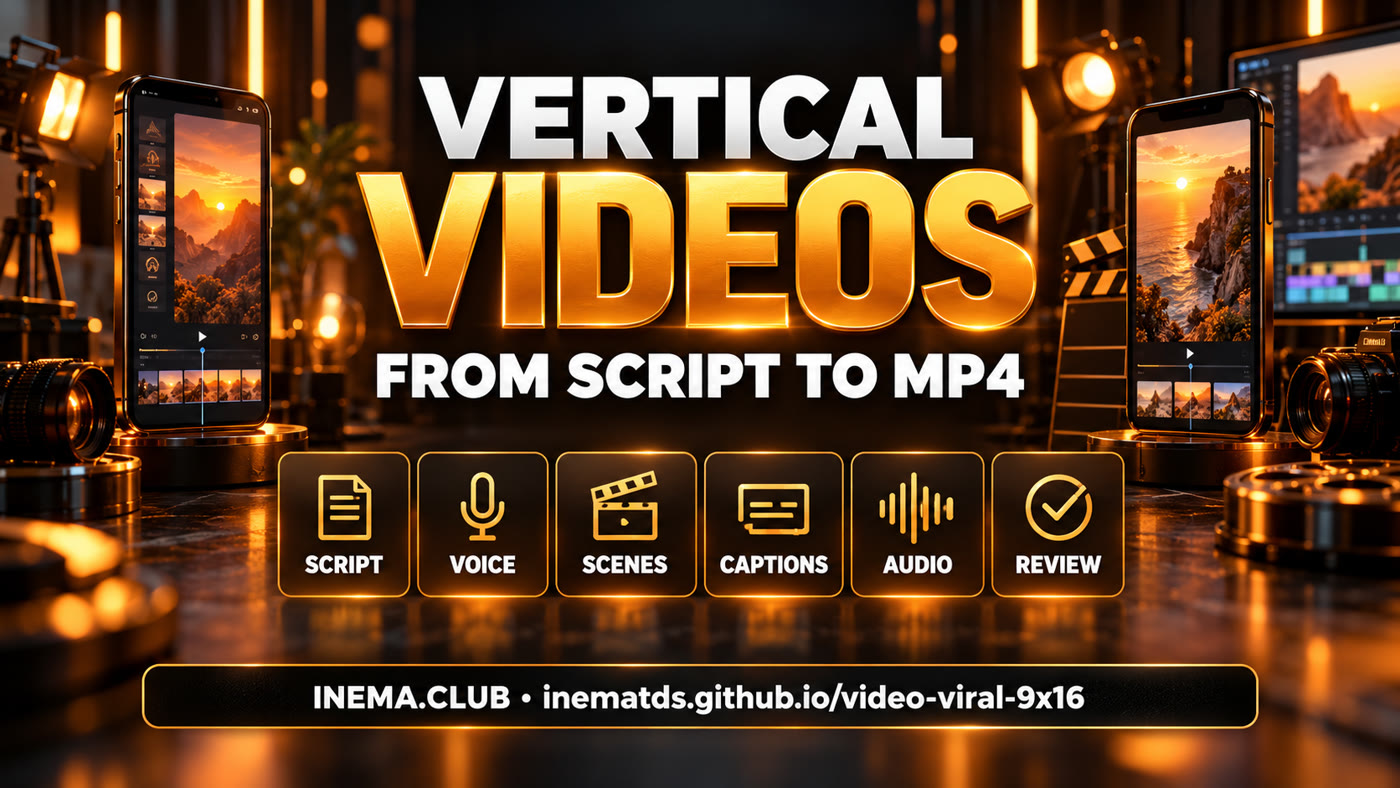 VERTICAL
VIDEOS
FROM SCRIPT TO MP4
SCRIPT
VOICE
SCENES
CAPTIONS
AUDIO
REVIEW
INEMA.CLUB • inematds.github.io/video-viral-9x16